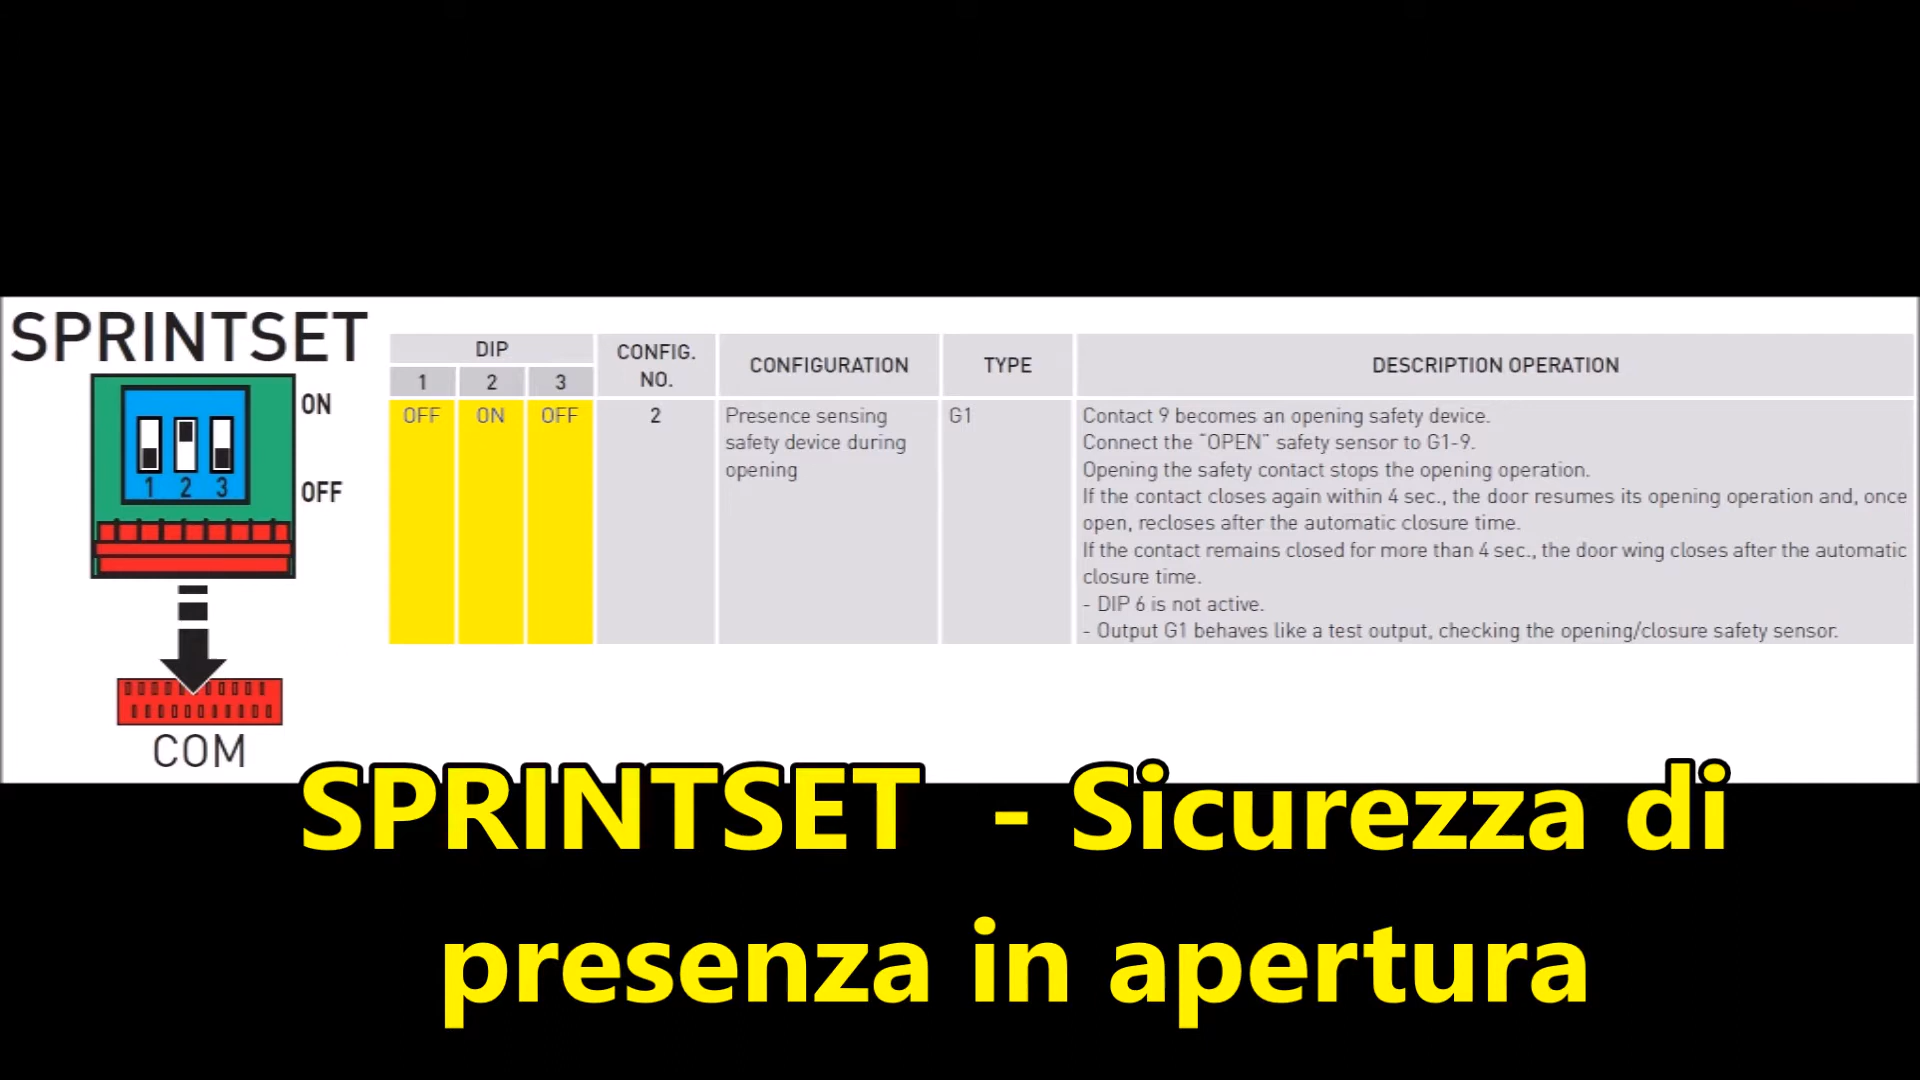 SPRINTSET
ON
OFF
1 2 3
COM
DIP
1 2 3
CONFIG. NO.
CONFIGURATION
TYPE
DESCRIPTION OPERATION
OFF ON OFF
2
Presence sensing
safety device during
opening
G1
Contact 9 becomes an opening safety device.
Connect the “OPEN” safety sensor to G1-9.
Opening the safety contact stops the opening operation.
If the contact closes again within 4 sec., the door resumes its opening operation and, once
open, recloses after the automatic closure time.
If the contact remains closed for more than 4 sec., the door wing closes after the automatic
closure time.
- DIP 6 is not active.
- Output G1 behaves like a test output, checking the opening/closure safety sensor.
SPRINTSET - Sicurezza di
presenza in apertura